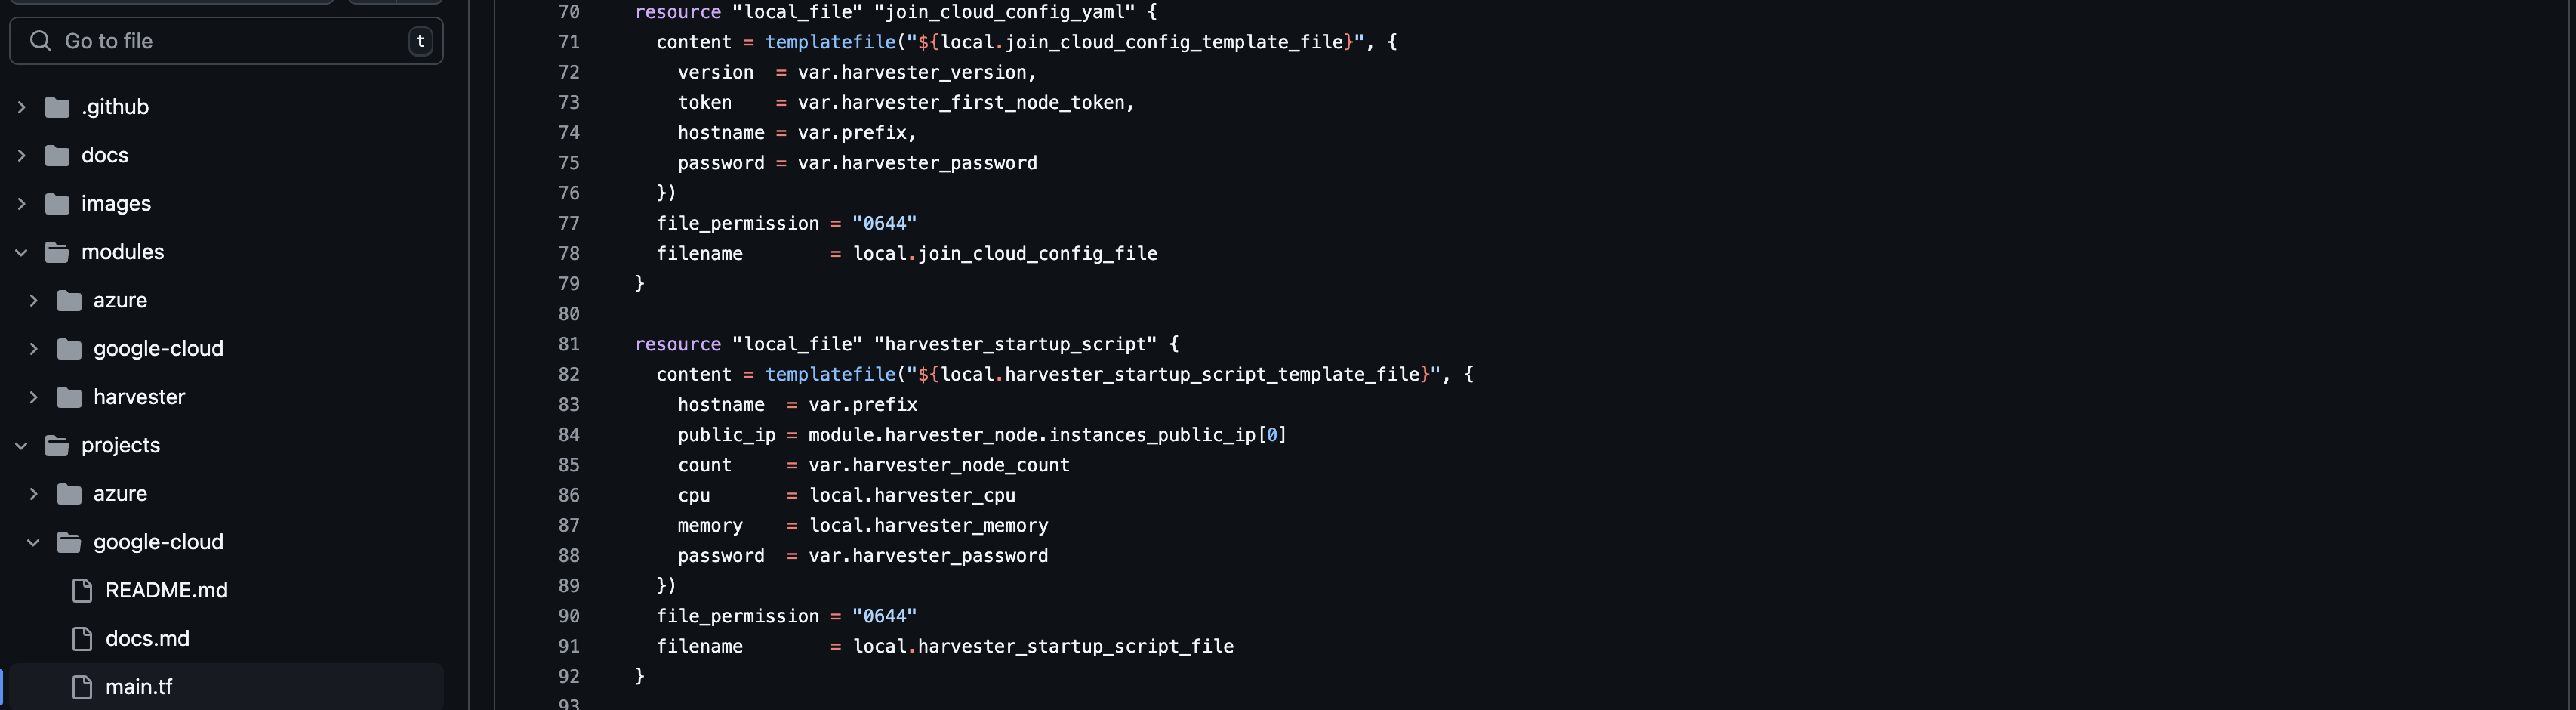 Go to file
t
.github
docs
images
modules
azure
google-cloud
harvester
projects
azure
google-cloud
README.md
docs.md
main.tf
70 resource "local_file" "join_cloud_config_yaml" {
71 content = templatefile("${local.join_cloud_config_template_file}", {
72 version  = var.harvester_version,
73 token    = var.harvester_first_node_token,
74 hostname = var.prefix,
75 password = var.harvester_password
76 })
77 file_permission = "0644"
78 filename        = local.join_cloud_config_file
79 }
80
81 resource "local_file" "harvester_startup_script" {
82 content = templatefile("${local.harvester_startup_script_template_file}", {
83 hostname  = var.prefix
84 public_ip = module.harvester_node.instances_public_ip[0]
85 count     = var.harvester_node_count
86 cpu       = local.harvester_cpu
87 memory    = local.harvester_memory
88 password  = var.harvester_password
89 })
90 file_permission = "0644"
91 filename        = local.harvester_startup_script_file
92 }
93